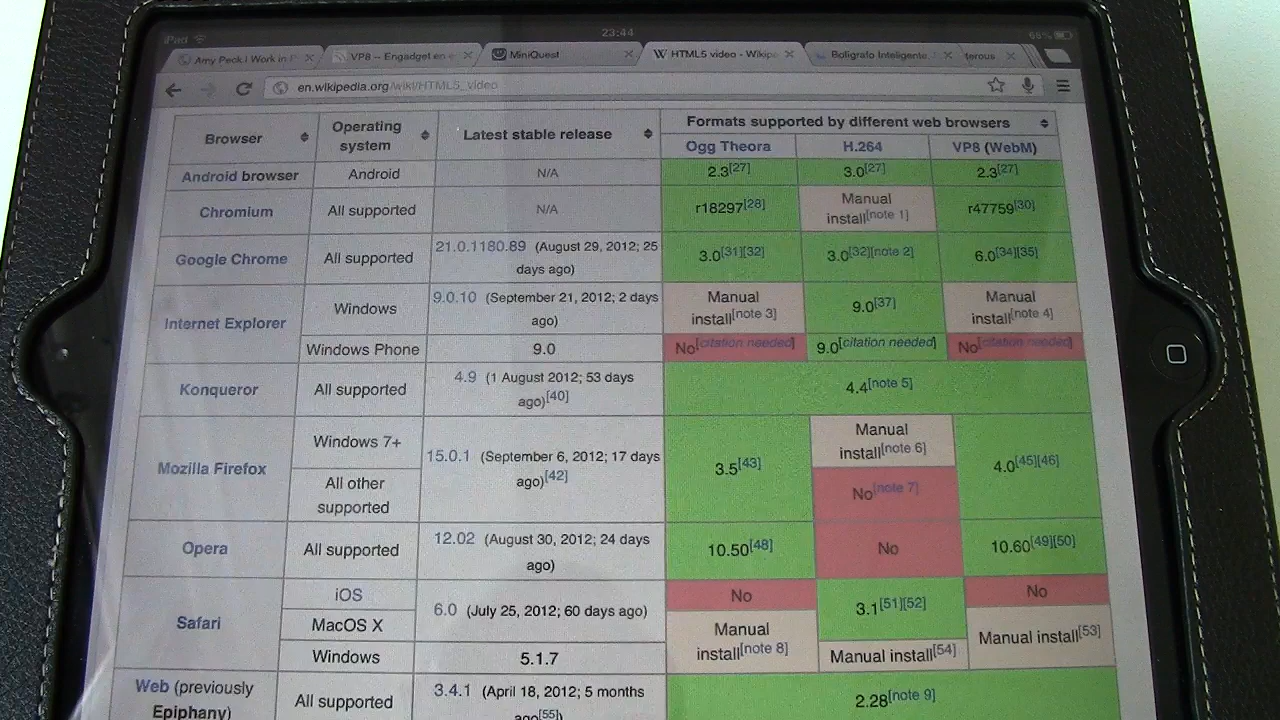 iPad
23:44
68%
Amy Peck I Work in
VP8 -- Engadget en e
MiniQuest
HTML5 video - Wikipe
Boligrafo Inteligente
terous
en.wikipedia.org/wiki/HTML5_video
Browser
Operating
system
Latest stable release
Formats supported by different web browsers
Ogg Theora
H.264
VP8 (WebM)
Android browser
Android
N/A
2.3[27]
3.0[27]
2.3[27]
Chromium
All supported
N/A
r18297[28]
Manual
install[note 1]
r47759[30]
Google Chrome
All supported
21.0.1180.89 (August 29, 2012; 25
days ago)
3.0[31][32]
3.0[32][note 2]
6.0[34][35]
Internet Explorer
Windows
9.0.10 (September 21, 2012; 2 days
ago)
Manual
install[note 3]
9.0[37]
Manual
install[note 4]
Windows Phone
9.0
No[citation needed]
9.0[citation needed]
No[citation needed]
Konqueror
All supported
4.9 (1 August 2012; 53 days
ago)[40]
4.4[note 5]
Mozilla Firefox
Windows 7+
All other
supported
15.0.1 (September 6, 2012; 17 days
ago)[42]
3.5[43]
Manual
install[note 6]
No[note 7]
4.0[45][46]
Opera
All supported
12.02 (August 30, 2012; 24 days
ago)
10.50[48]
No
10.60[49][50]
Safari
iOS
MacOS X
Windows
6.0 (July 25, 2012; 60 days ago)
5.1.7
No
Manual
install[note 8]
3.1[51][52]
Manual install[54]
No
Manual install[53]
Web (previously
Epiphany)
All supported
3.4.1 (April 18, 2012; 5 months
ago[55])
2.28[note 9]